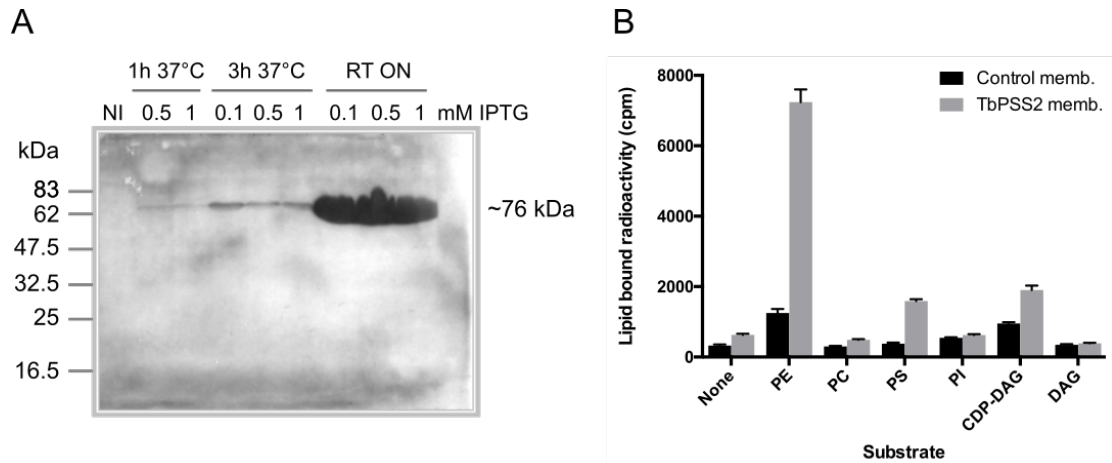 A
1h 37°C 3h 37°C RT ON
NI 0.5 1 0.1 0.5 1 0.1 0.5 1 mM IPTG
kDa
83
62
47.5
32.5
25
16.5
~76 kDa
B
Control memb.
TbPSS2 memb.
Lipid bound radioactivity (cpm)
8000
6000
4000
2000
0
None PE PC PS PI CDP-DAG DAG
Substrate